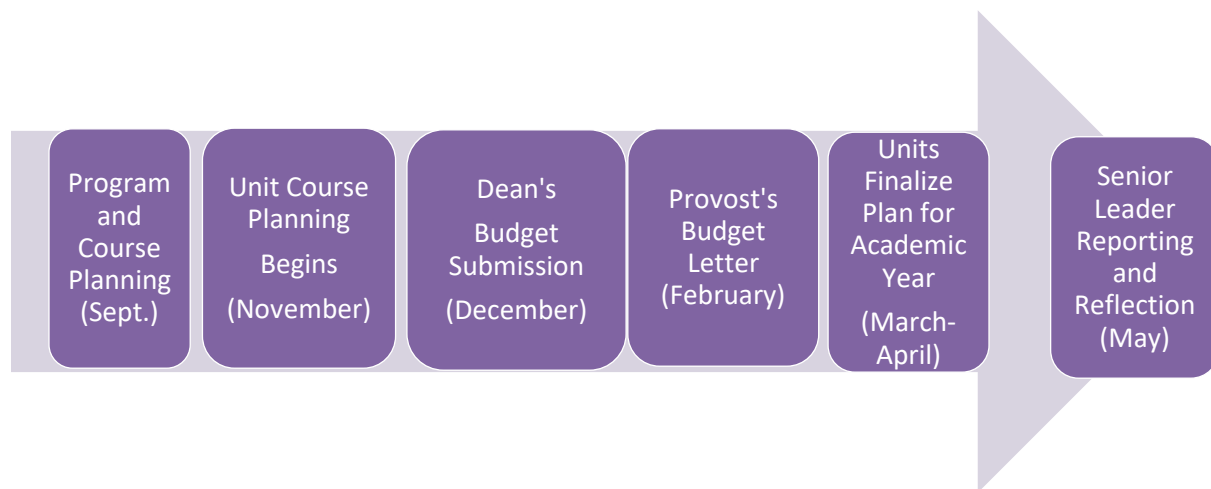 Program
and
Course
Planning
(Sept.)
Unit Course
Planning
Begins
(November)
Dean's
Budget
Submission
(December)
Provost's
Budget
Letter
(February)
Units
Finalize
Plan for
Academic
Year
(March-
April)
Senior
Leader
Reporting
and
Reflection
(May)